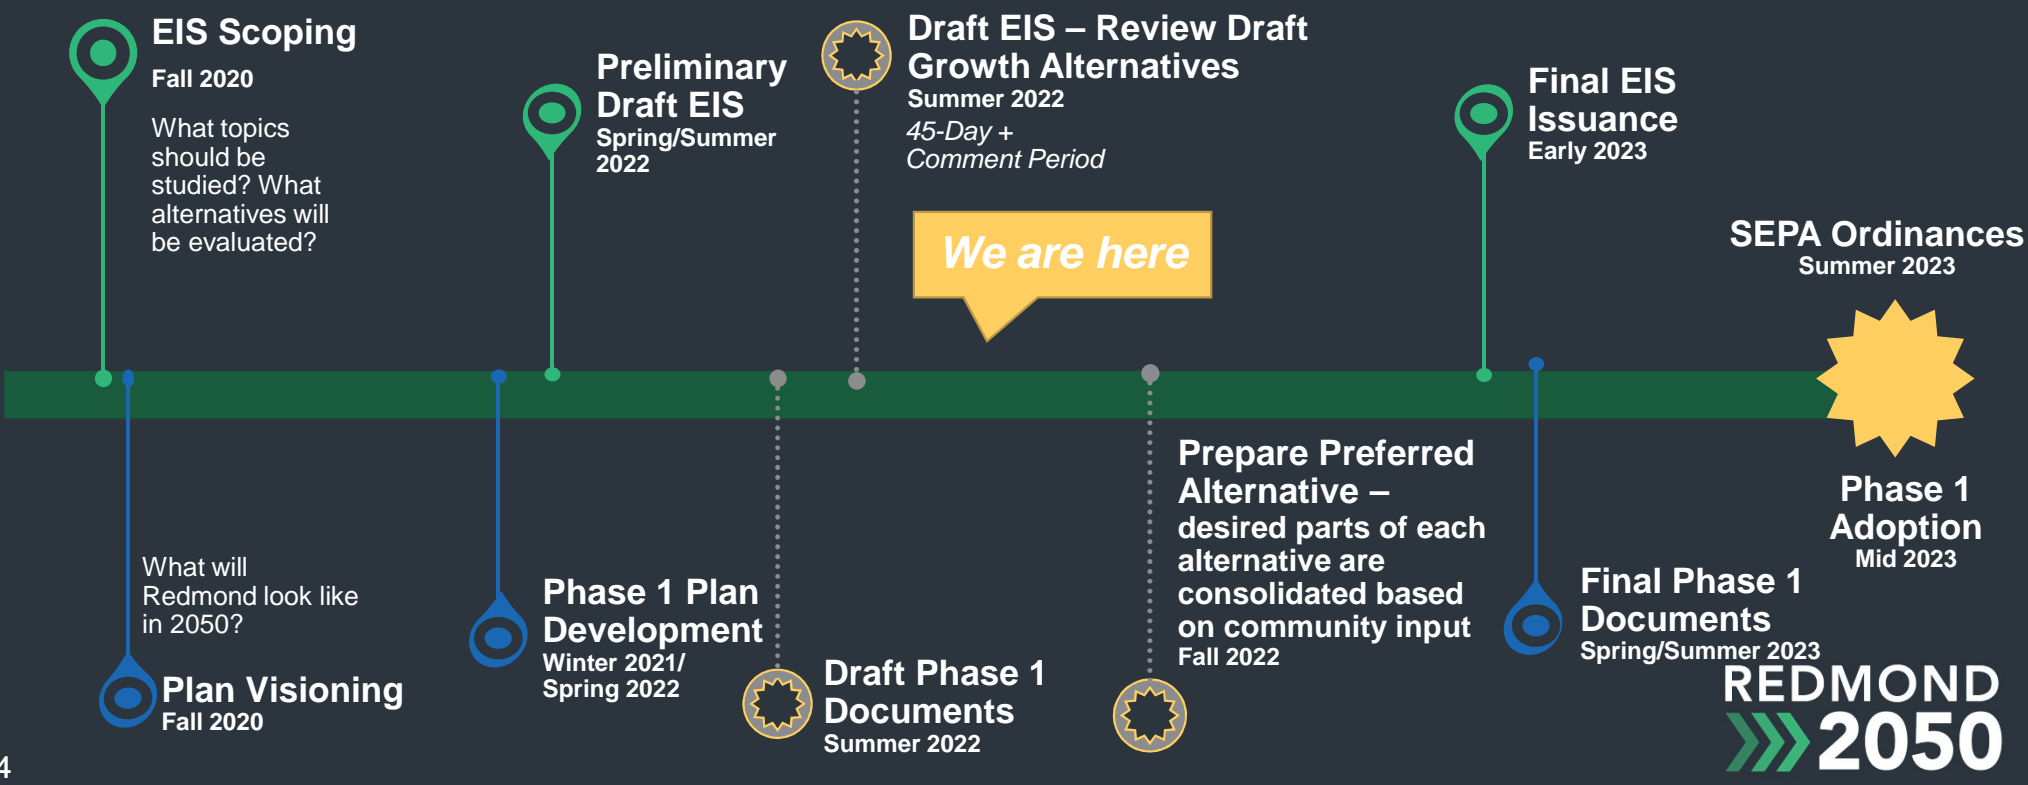 EIS Scoping
Fall 2020
What topics
should be
studied? What
alternatives will
be evaluated?
Preliminary
Draft EIS
Spring/Summer
2022
Draft EIS – Review Draft
Growth Alternatives
Summer 2022
45-Day +
Comment Period
We are here
Final EIS
Issuance
Early 2023
SEPA Ordinances
Summer 2023
What will
Redmond look like
in 2050?
Plan Visioning
Fall 2020
Phase 1 Plan
Development
Winter 2021/
Spring 2022
Draft Phase 1
Documents
Summer 2022
Prepare Preferred
Alternative –
desired parts of each
alternative are
consolidated based
on community input
Fall 2022
Final Phase 1
Documents
Spring/Summer 2023
Phase 1
Adoption
Mid 2023
REDMOND
2050
4